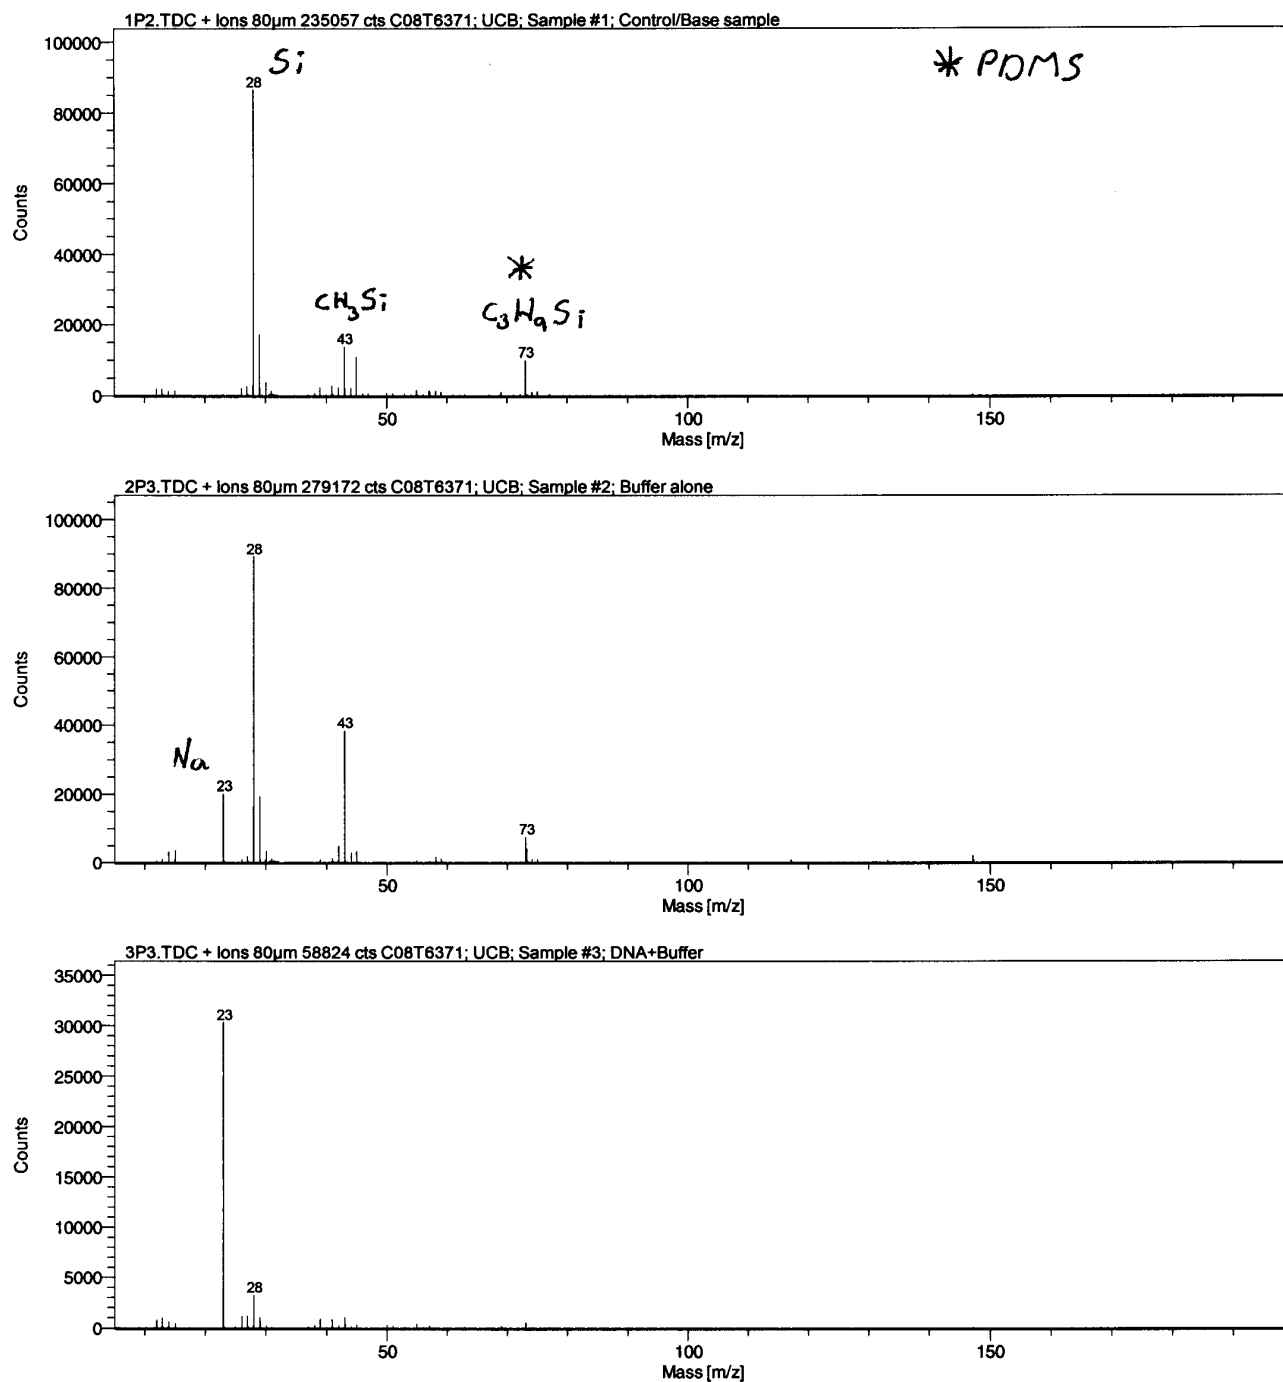 1P2.TDC + Ions 80µm 235057 cts C08T6371; UCB; Sample #1; Control/Base sample
100000
Si
* PDMS
28
80000
60000
Counts
40000
*
CH3Si
C3H9Si
20000
43
73
0
50
100
150
Mass [m/z]
2P3.TDC + Ions 80µm 279172 cts C08T6371; UCB; Sample #2; Buffer alone
100000
28
80000
60000
Counts
43
40000
Na
23
20000
73
0
50
100
150
Mass [m/z]
3P3.TDC + Ions 80µm 58824 cts C08T6371; UCB; Sample #3; DNA+Buffer
35000
23
30000
25000
20000
Counts
15000
10000
5000
28
0
50
100
150
Mass [m/z]